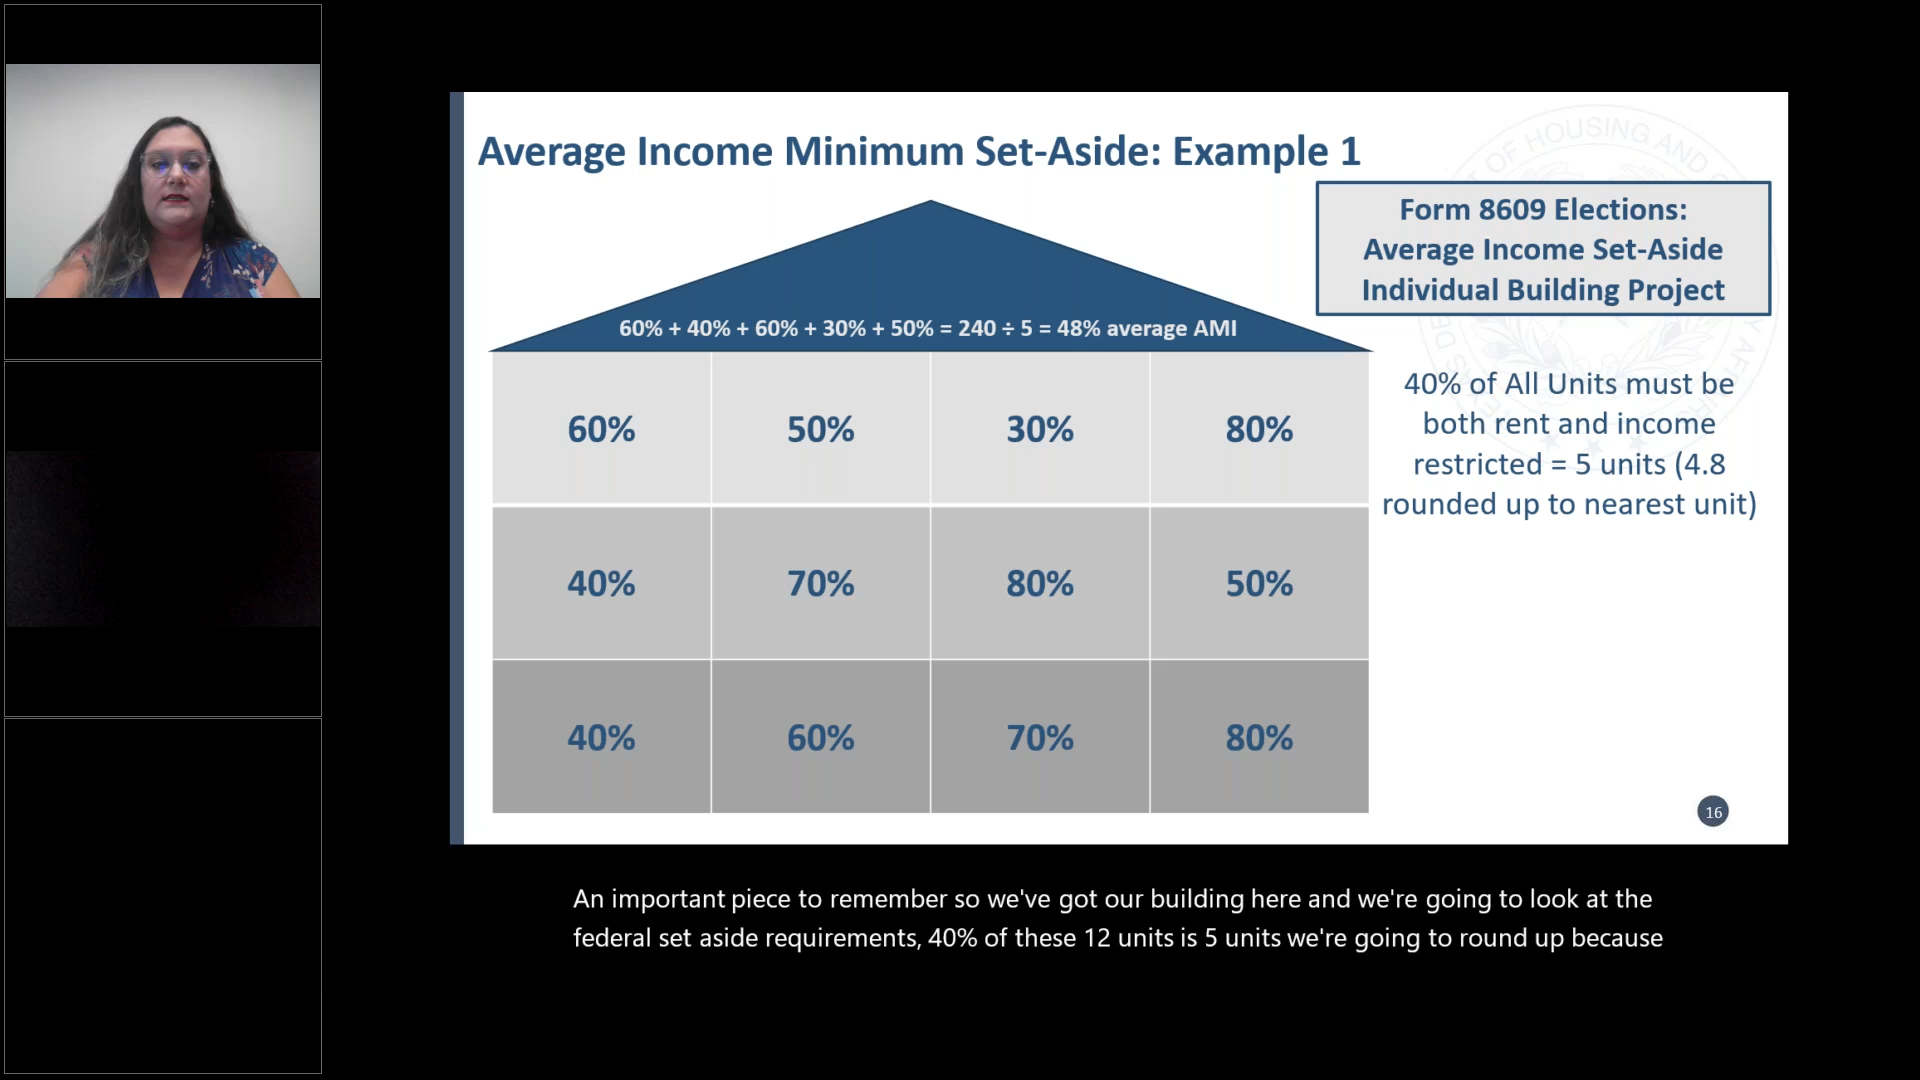 Average Income Minimum Set-Aside: Example 1
Form 8609 Elections:
Average Income Set-Aside
Individual Building Project
60% + 40% + 60% + 30% + 50% = 240 ÷ 5 = 48% average AMI
60% 50% 30% 80%
40% 70% 80% 50%
40% 60% 70% 80%
40% of All Units must be
both rent and income
restricted = 5 units (4.8
rounded up to nearest unit)
OF HOUSING AND
16
An important piece to remember so we've got our building here and we're going to look at the
federal set aside requirements, 40% of these 12 units is 5 units we're going to round up because